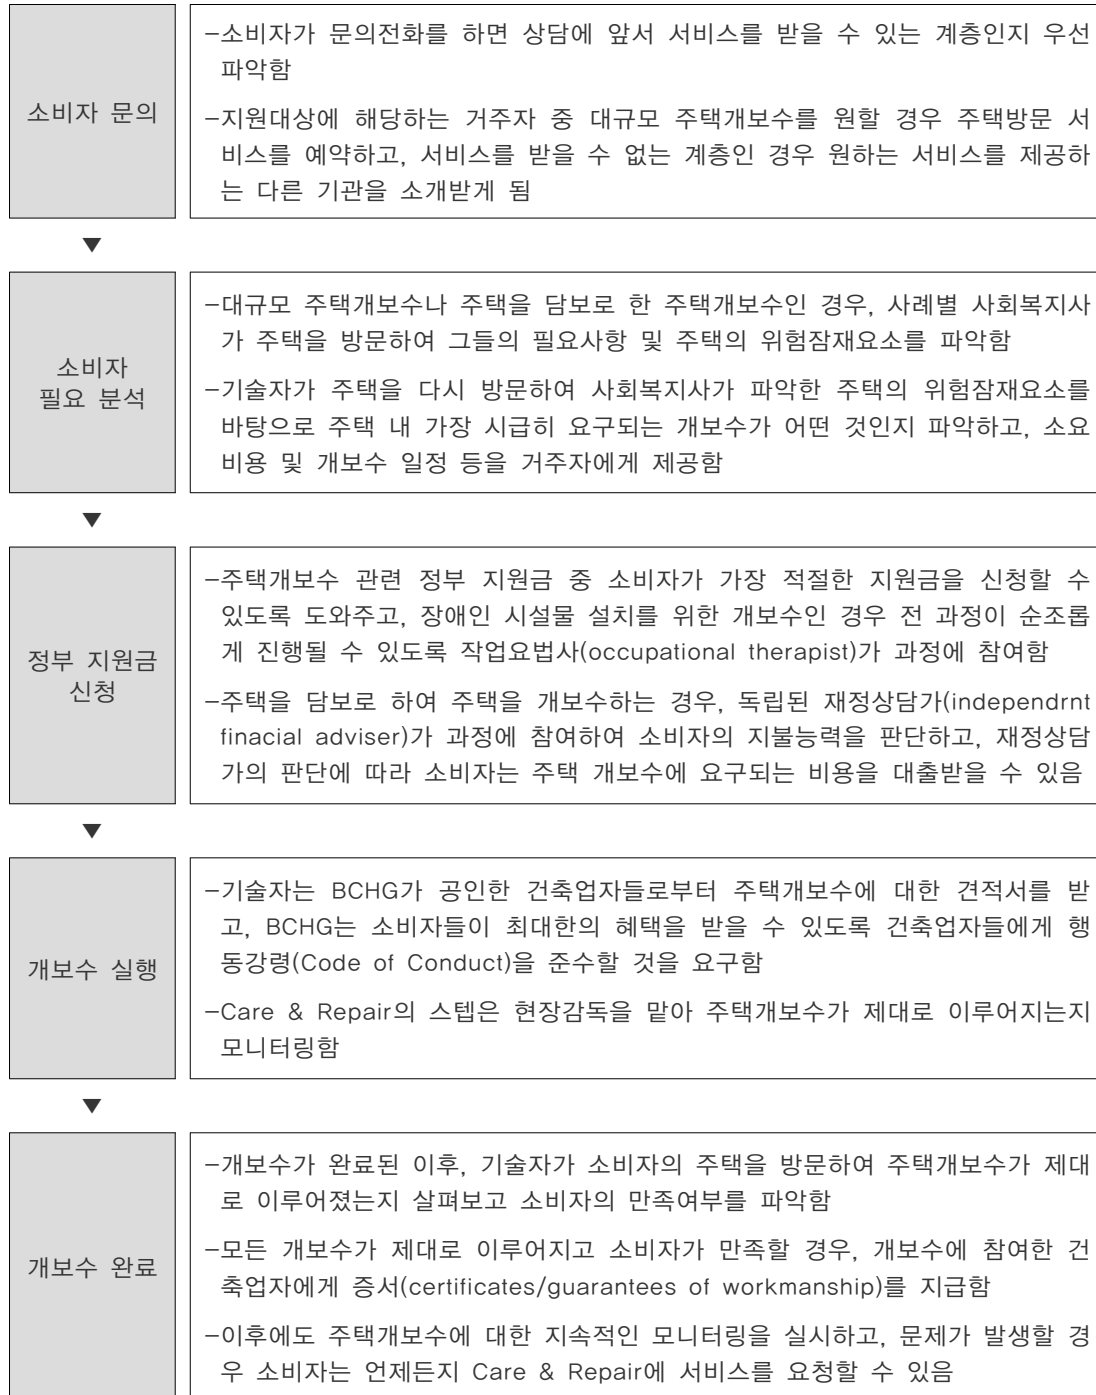 소비자 문의
-소비자가 문의전화를 하면 상담에 앞서 서비스를 받을 수 있는 계층인지 우선
파악함
-지원대상에 해당하는 거주자 중 대규모 주택개보수를 원할 경우 주택방문 서
비스를 예약하고, 서비스를 받을 수 없는 계층인 경우 원하는 서비스를 제공하
는 다른 기관을 소개받게 됨
▼
소비자
필요 분석
-대규모 주택개보수나 주택을 담보로 한 주택개보수인 경우, 사례별 사회복지사
가 주택을 방문하여 그들의 필요사항 및 주택의 위험잠재요소를 파악함
-기술자가 주택을 다시 방문하여 사회복지사가 파악한 주택의 위험잠재요소를
바탕으로 주택 내 가장 시급히 요구되는 개보수가 어떤 것인지 파악하고, 소요
비용 및 개보수 일정 등을 거주자에게 제공함
▼
정부 지원금
신청
-주택개보수 관련 정부 지원금 중 소비자가 가장 적절한 지원금을 신청할 수
있도록 도와주고, 장애인 시설물 설치를 위한 개보수인 경우 전 과정이 순조롭
게 진행될 수 있도록 작업요법사(occupational therapist)가 과정에 참여함
-주택을 담보로 하여 주택을 개보수하는 경우, 독립된 재정상담가(independrnt
finacial adviser)가 과정에 참여하여 소비자의 지불능력을 판단하고, 재정상담
가의 판단에 따라 소비자는 주택 개보수에 요구되는 비용을 대출받을 수 있음
▼
개보수 실행
-기술자는 BCHG가 공인한 건축업자들로부터 주택개보수에 대한 견적서를 받
고, BCHG는 소비자들이 최대한의 혜택을 받을 수 있도록 건축업자들에게 행
동강령(Code of Conduct)을 준수할 것을 요구함
-Care & Repair의 스텝은 현장감독을 맡아 주택개보수가 제대로 이루어지는지
모니터링함
▼
개보수 완료
-개보수가 완료된 이후, 기술자가 소비자의 주택을 방문하여 주택개보수가 제대
로 이루어졌는지 살펴보고 소비자의 만족여부를 파악함
-모든 개보수가 제대로 이루어지고 소비자가 만족할 경우, 개보수에 참여한 건
축업자에게 증서(certificates/guarantees of workmanship)를 지급함
-이후에도 주택개보수에 대한 지속적인 모니터링을 실시하고, 문제가 발생할 경
우 소비자는 언제든지 Care & Repair에 서비스를 요청할 수 있음